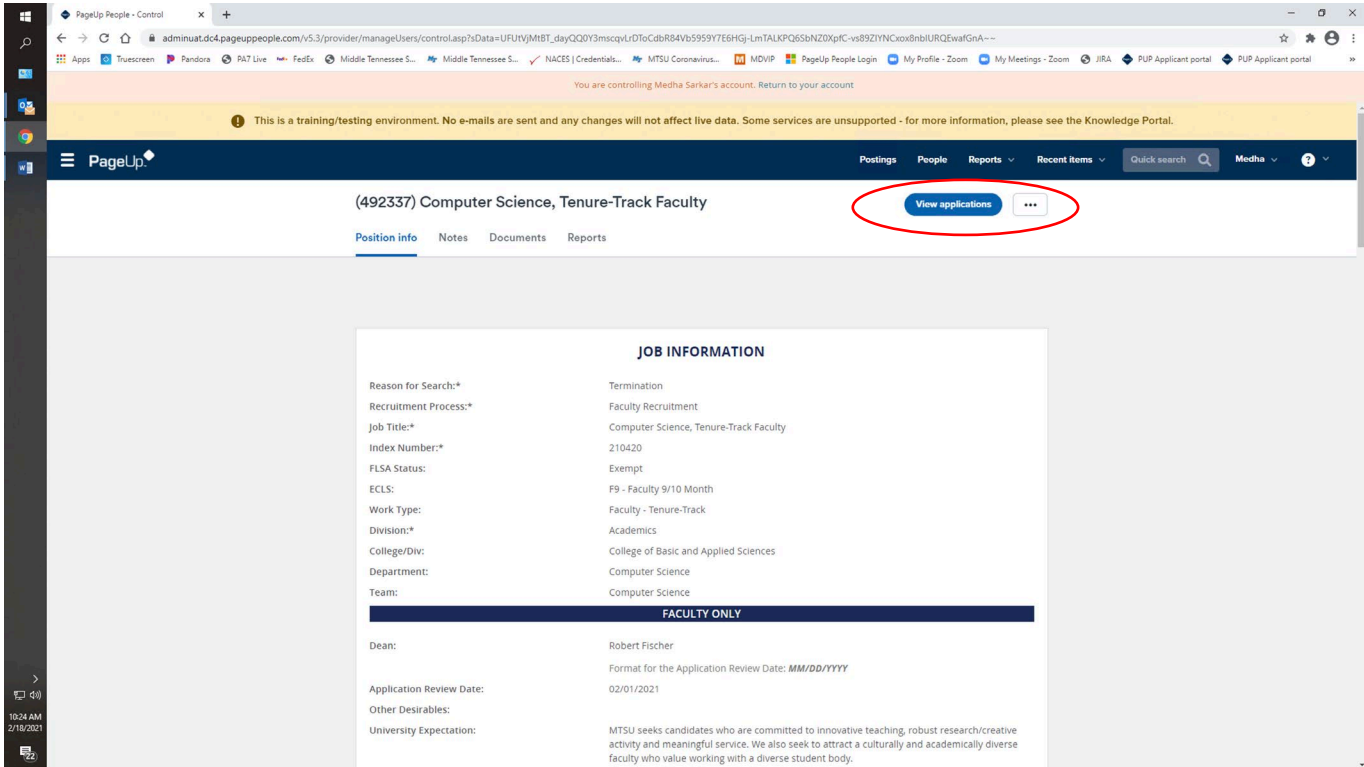 PageUp People - Control
adminuat.dc4.pageuppeople.com/v5.3/provider/manageUsers/control.asp?sData=
Apps Truescreen Pandora PA7 Live FedEx Middle Tennessee S... Middle Tennessee S... NACES | Credentials... MTSU Coronavirus... MDVIP PageUp People Login My Profile - Zoom My Meetings - Zoom JIRA PUP Applicant portal PUP Applicant portal »
You are controlling Medha Sarkar's account. Return to your account
This is a training/testing environment. No e-mails are sent and any changes will not affect live data. Some services are unsupported - for more information, please see the Knowledge Portal.
PageUp. Postings People Reports Recent items Quick search Medha ?
(492337) Computer Science, Tenure-Track Faculty View applications ...
Position info Notes Documents Reports
JOB INFORMATION
Reason for Search:* Termination
Recruitment Process:* Faculty Recruitment
Job Title:* Computer Science, Tenure-Track Faculty
Index Number:* 210420
FLSA Status: Exempt
ECLS: F9 - Faculty 9/10 Month
Work Type: Faculty - Tenure-Track
Division:* Academics
College/Div: College of Basic and Applied Sciences
Department: Computer Science
Team: Computer Science
FACULTY ONLY
Dean: Robert Fischer
Format for the Application Review Date: MM/DD/YYYY
Application Review Date: 02/01/2021
Other Desirables:
University Expectation: MTSU seeks candidates who are committed to innovative teaching, robust research/creative
activity and meaningful service. We also seek to attract a culturally and academically diverse
faculty who value working with a diverse student body.
10:24 AM
2/18/2021
22